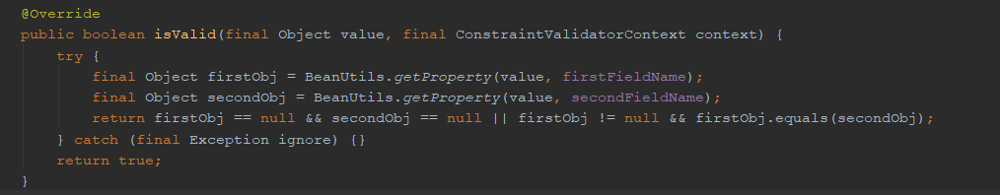 @Override
public boolean isValid(final Object value, final ConstraintValidatorContext context) {
try {
final Object firstObj = BeanUtils.getProperty(value, firstFieldName);
final Object secondObj = BeanUtils.getProperty(value, secondFieldName);
return firstObj == null && secondObj == null || firstObj != null && firstObj.equals(secondObj);
} catch (final Exception ignore) {}
return true;
}